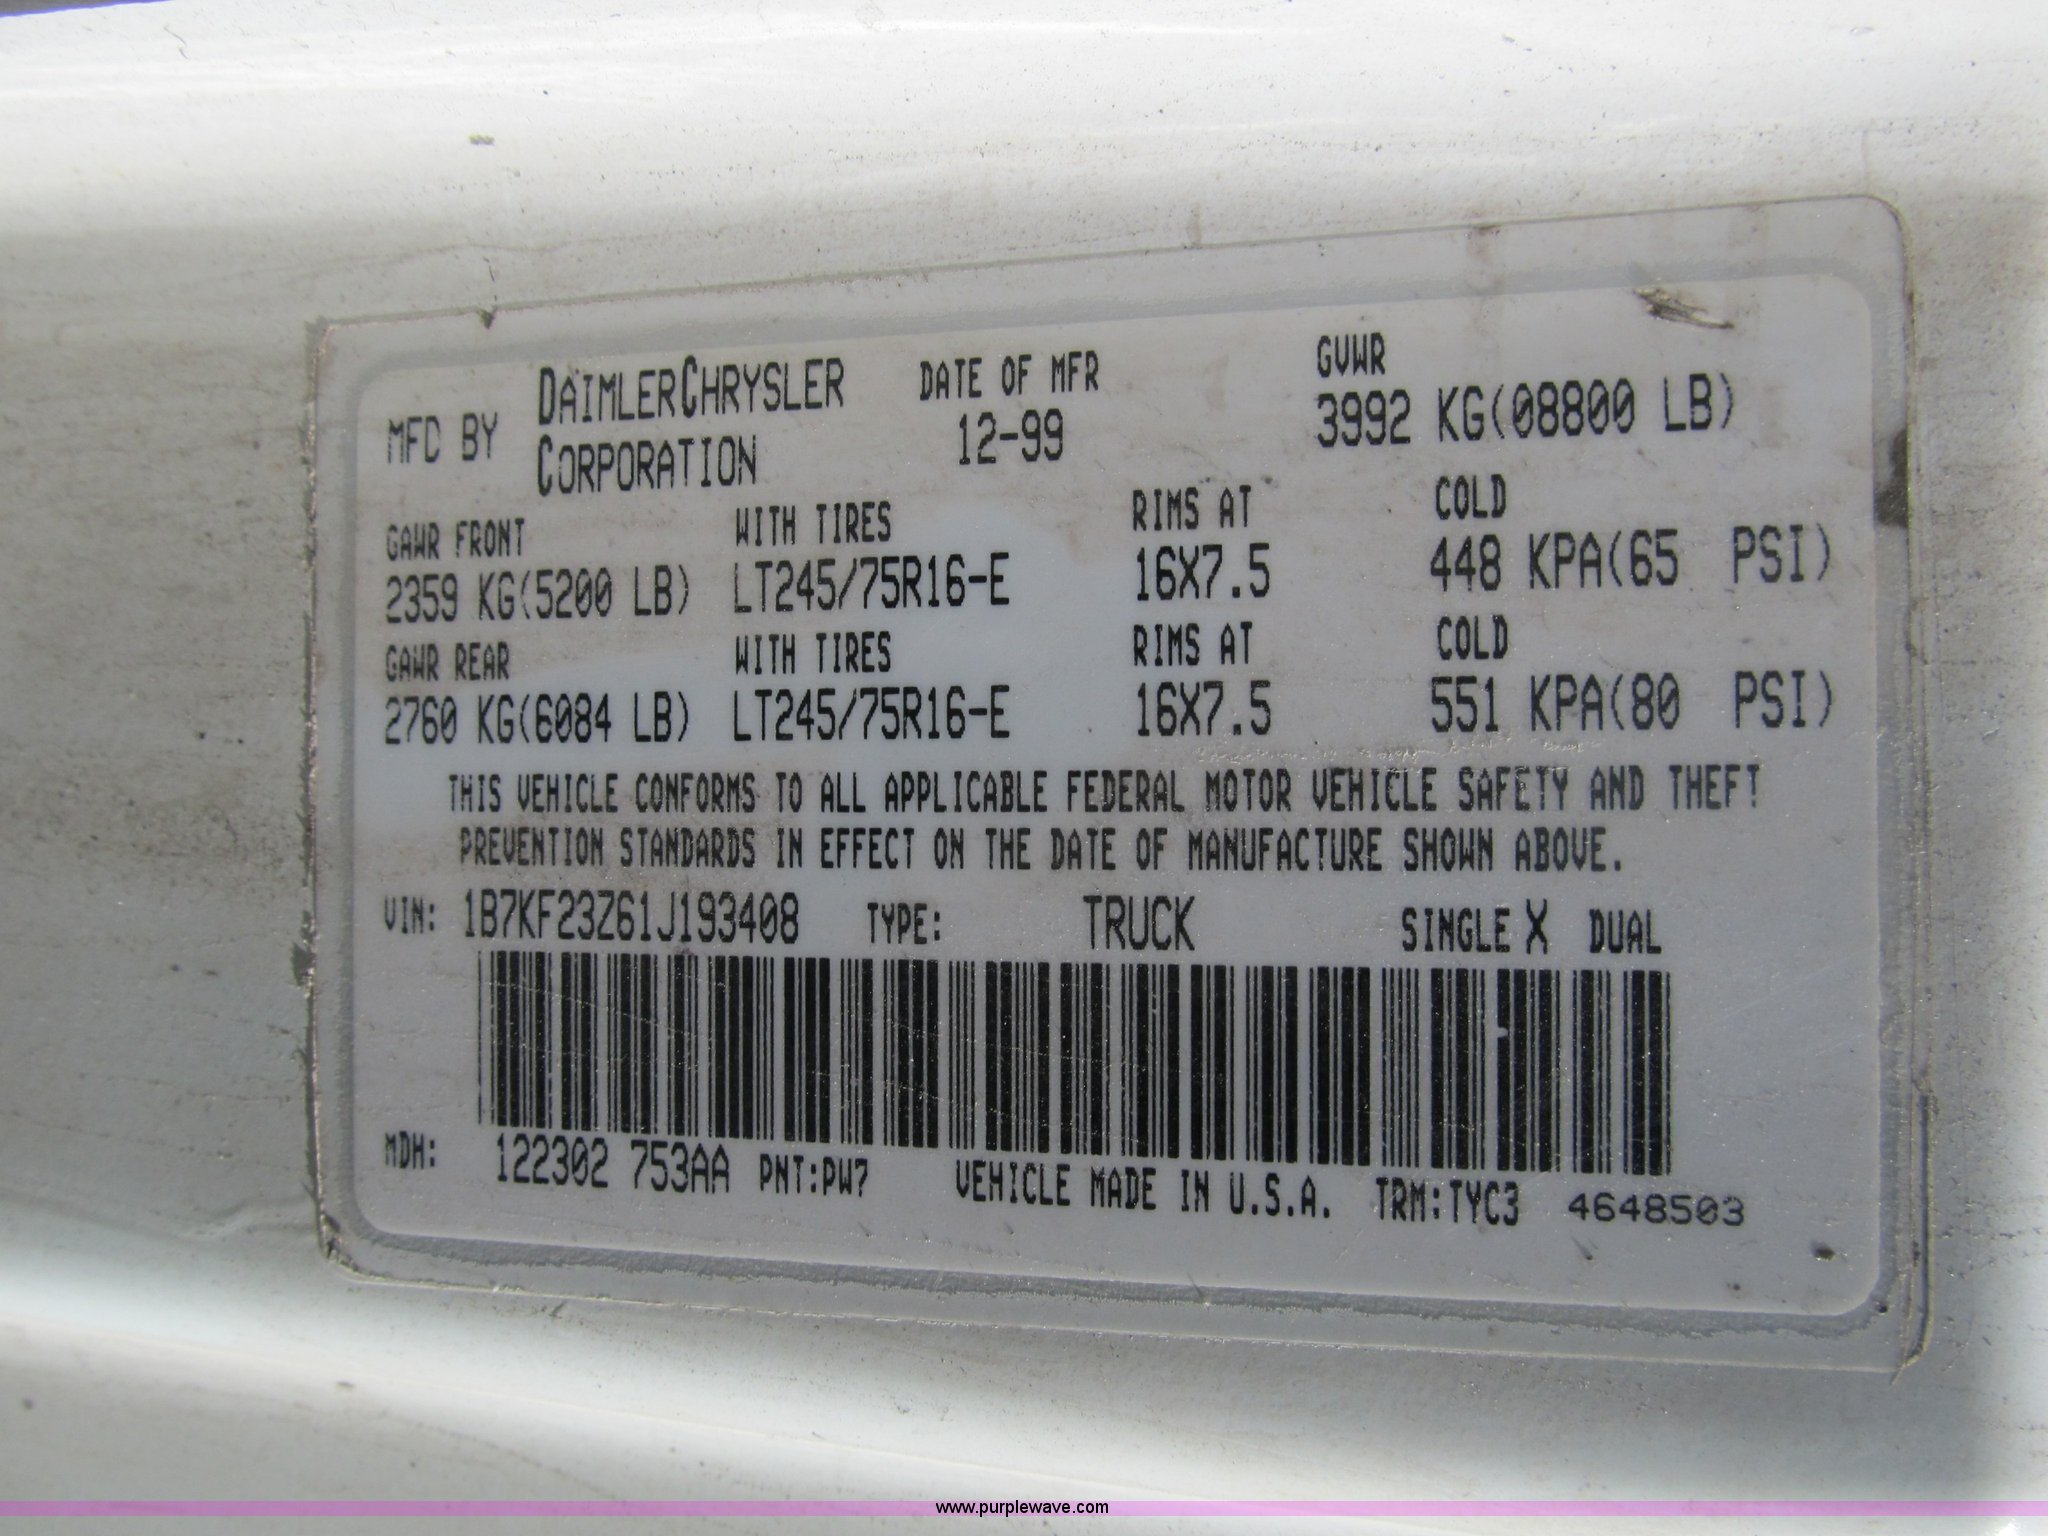 MFD BY DAIMLERCHRYSLER CORPORATION DATE OF MFR 12-99 GVWR 3992 KG(08800 LB)
GAWR FRONT WITH TIRES RIMS AT COLD
2359 KG(5200 LB) LT245/75R16-E 16X7.5 448 KPA(65 PSI)
GAWR REAR WITH TIRES RIMS AT COLD
2760 KG(6084 LB) LT245/75R16-E 16X7.5 551 KPA(80 PSI)
THIS VEHICLE CONFORMS TO ALL APPLICABLE FEDERAL MOTOR VEHICLE SAFETY AND THEFT
PREVENTION STANDARDS IN EFFECT ON THE DATE OF MANUFACTURE SHOWN ABOVE.
VIN: 1B7KF23Z61J193408 TYPE: TRUCK SINGLE X DUAL
MDH: 122302 753AA PNT:PW7 VEHICLE MADE IN U.S.A. TRM:TYC3 4648503
www.purplewave.com